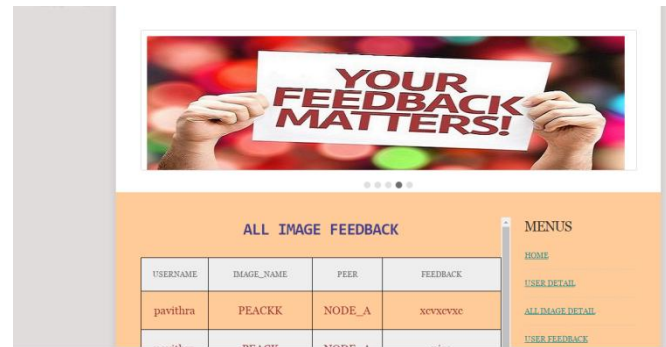 YOUR
FEEDBACK
MATTERS!
ALL IMAGE FEEDBACK
USERNAME IMAGE_NAME PEER FEEDBACK
pavithra PEACKK NODE_A xcvxcvxc
MENUS
HOME
USER DETAIL
ALL IMAGE DETAIL
USER FEEDBACK